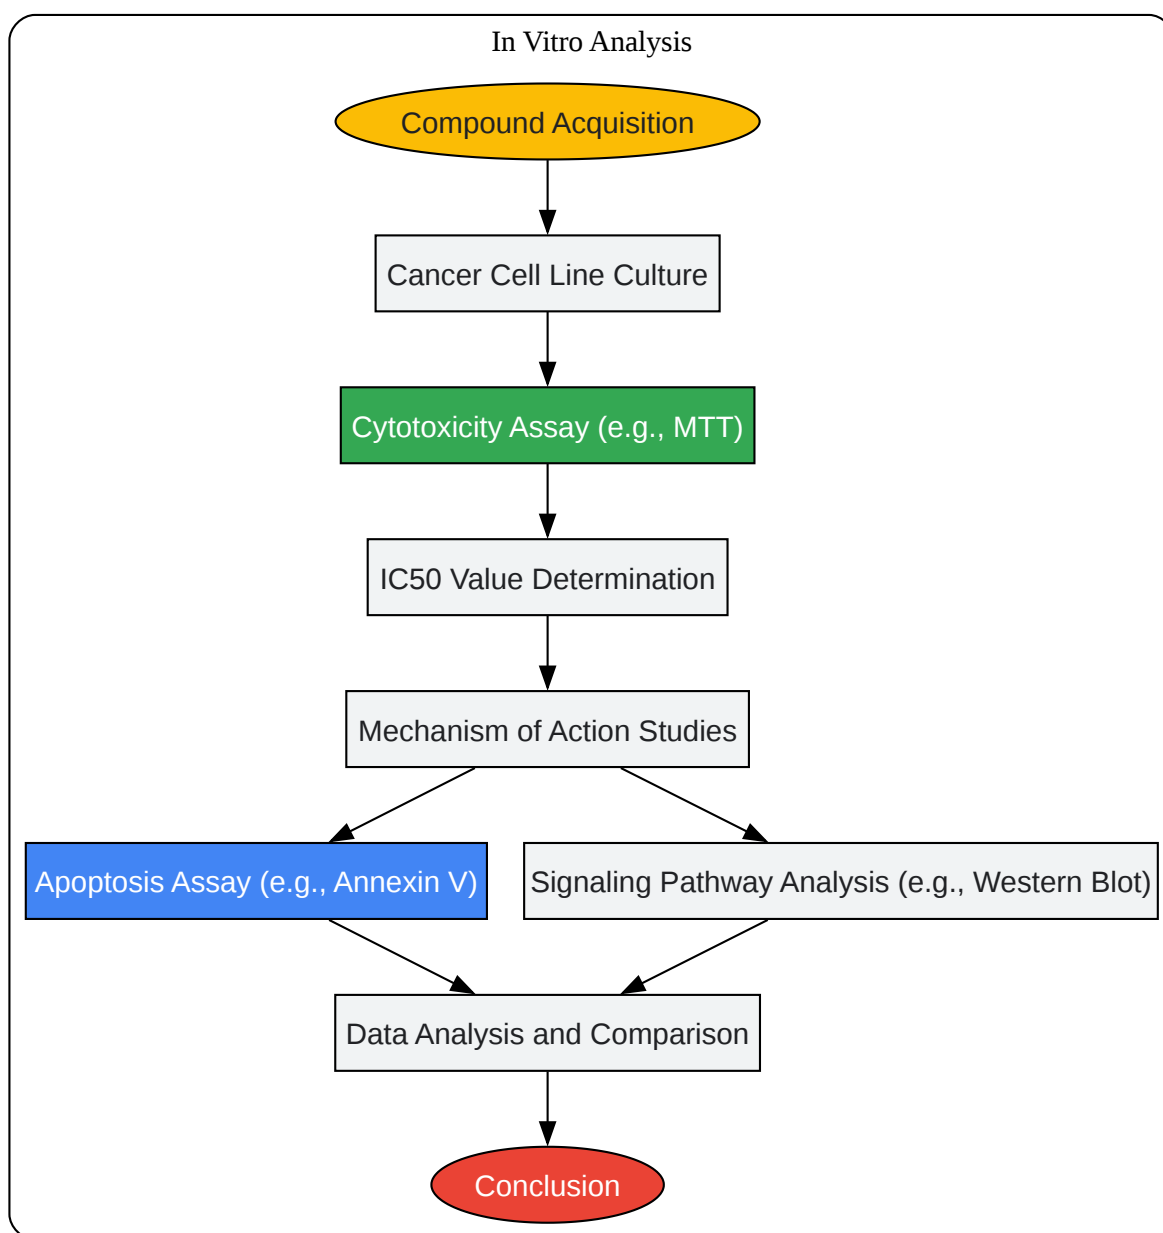 In Vitro Analysis
Compound Acquisition
Cancer Cell Line Culture
Cytotoxicity Assay (e.g., MTT)
IC50 Value Determination
Mechanism of Action Studies
Apoptosis Assay (e.g., Annexin V)
Signaling Pathway Analysis (e.g., Western Blot)
Data Analysis and Comparison
Conclusion